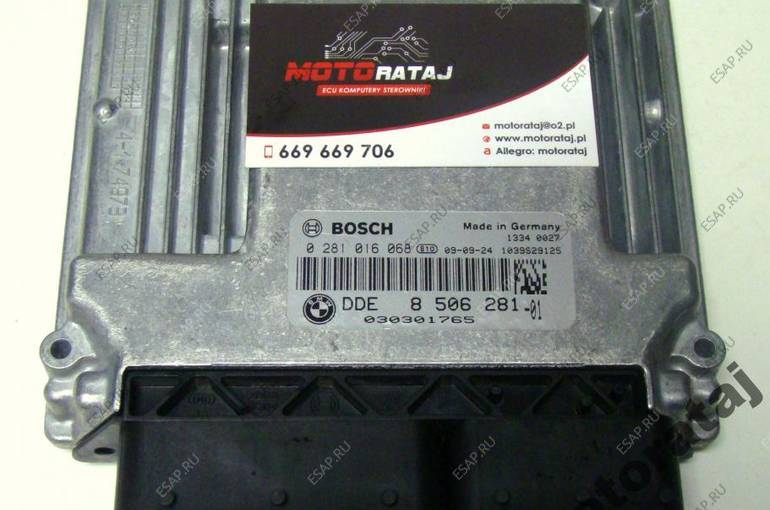 MOTORATAJ
ECU KOMPUTERY STEROWNIKI
motorataj@o2.pl
www.motorataj.pl
Allegro: motorataj
669 669 706
BOSCH
Made in Germany
1334 0027
0 281 016 068 E10 09-09-24 1039S29125
BMW
DDE 8 506 281-01
030301765
motorataj
ESAP.RU